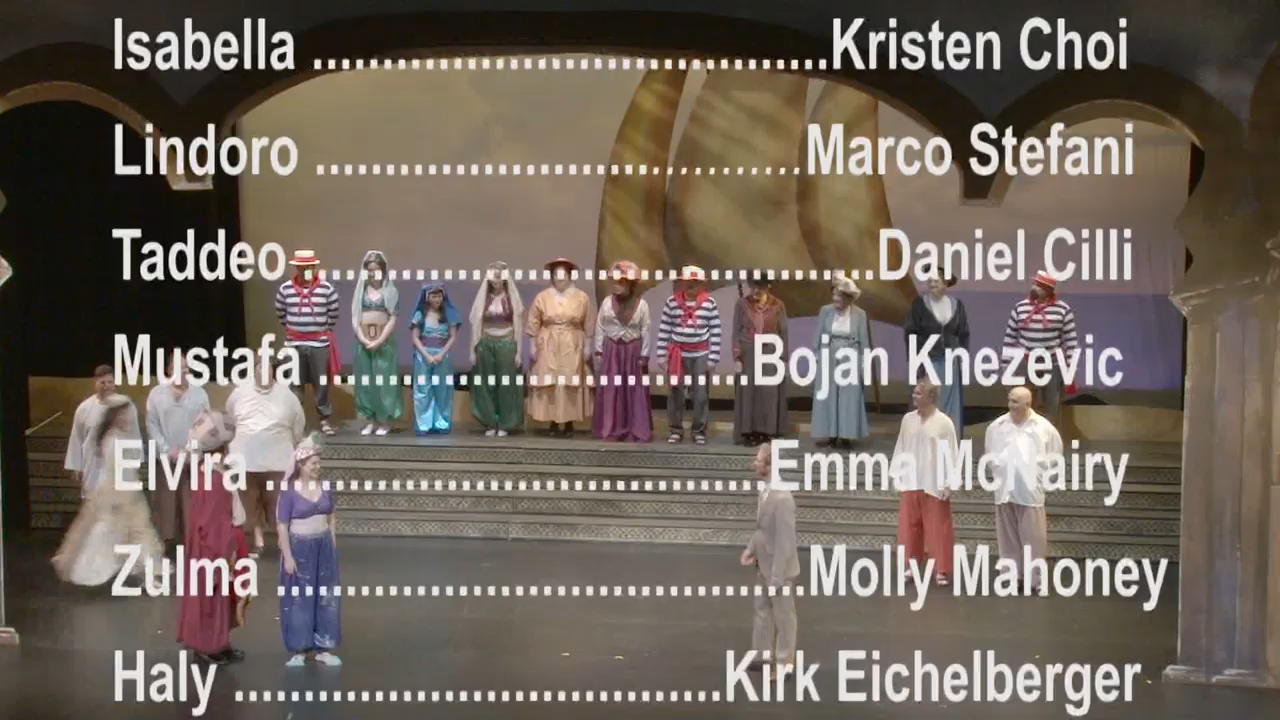 Isabella ......................................Kristen Choi
Lindoro ....................................Marco Stefani
Taddeo..........................................Daniel Cilli
Mustafa ...............................Bojan Knezevic
Elvira ....................................Emma McNairy
Zulma ......................................Molly Mahoney
Haly ...................................Kirk Eichelberger